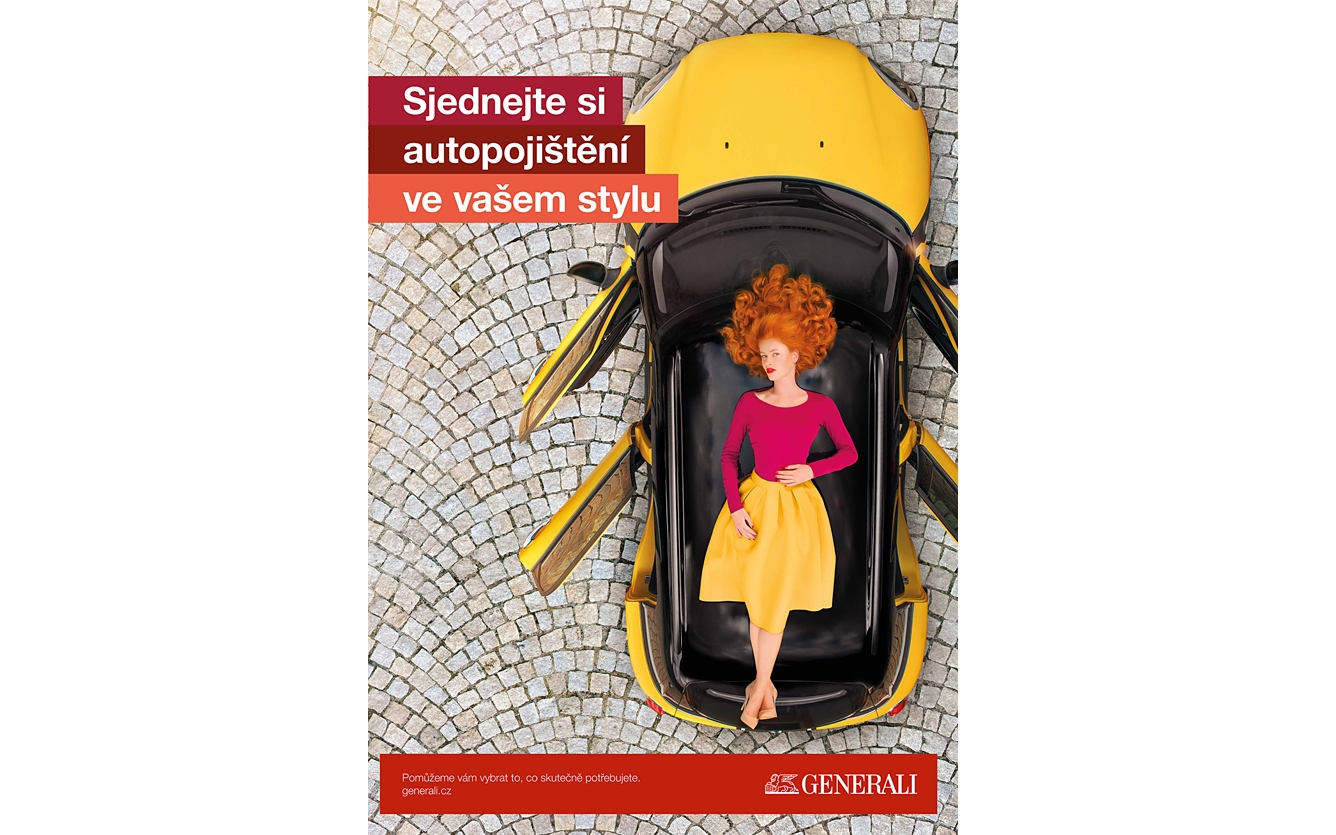 Sjednejte si
autopojištění
ve vašem stylu
Pomůžeme vám vybrat to, co skutečně potřebujete.
generali.cz
GENERALI